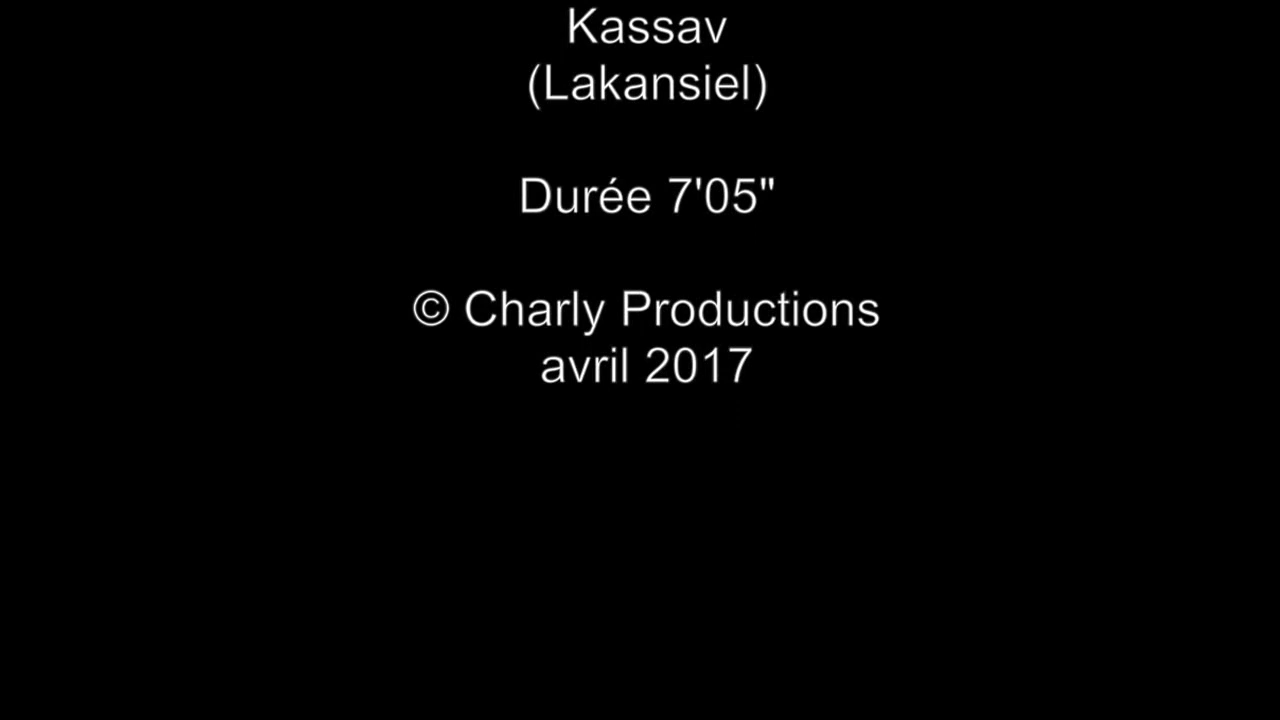 Kassav
(Lakansiel)
Durée 7'05"
© Charly Productions
avril 2017